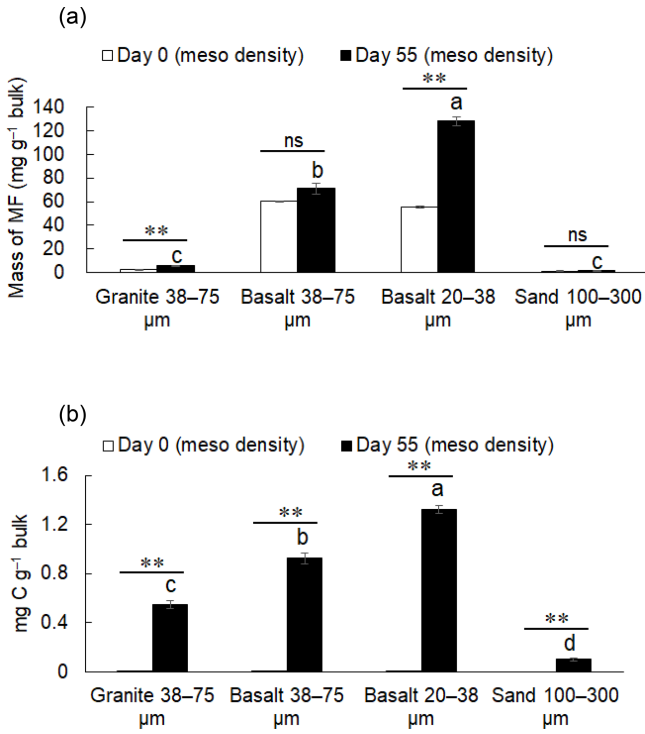 (a)
Day 0 (meso density) Day 55 (meso density)
Mass of MF (mg g⁻¹ bulk)
140
120
100
80
60
40
20
0
** c
ns b
** a
ns c
Granite 38–75 µm
Basalt 38–75 µm
Basalt 20–38 µm
Sand 100–300 µm
(b)
Day 0 (meso density) Day 55 (meso density)
mg C g⁻¹ bulk
1.6
1.2
0.8
0.4
0
** c
** b
** a
** d
Granite 38–75 µm
Basalt 38–75 µm
Basalt 20–38 µm
Sand 100–300 µm